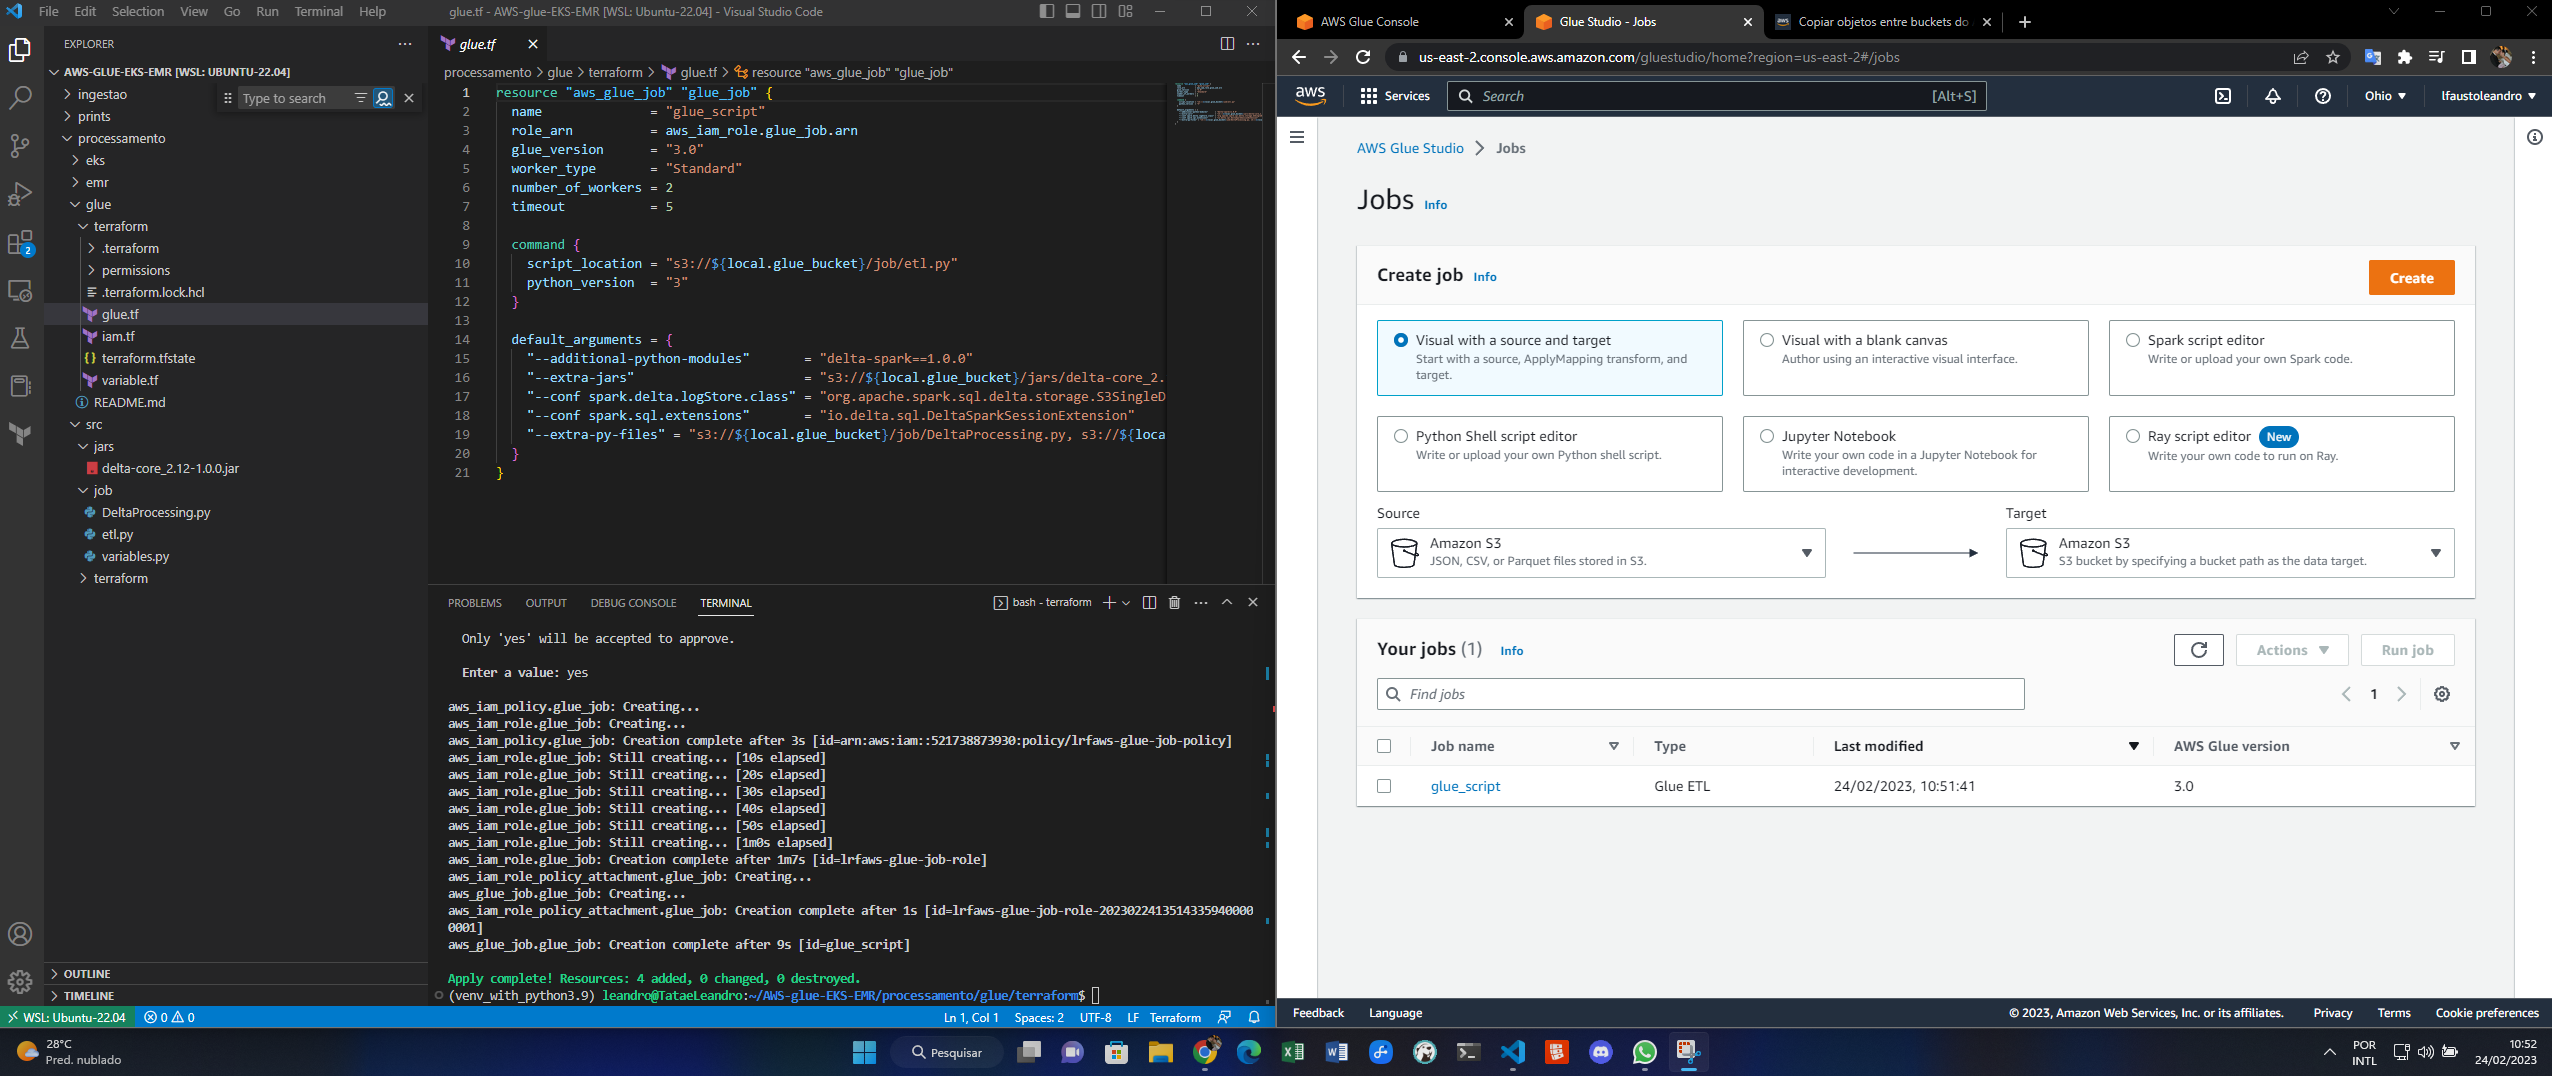 File Edit Selection View Go Run Terminal Help
glue.tf - AWS-glue-EKS-EMR [WSL: Ubuntu-22.04] - Visual Studio Code
EXPLORER
AWS-GLUE-EKS-EMR [WSL: UBUNTU-22.04]
Type to search
ingestao
prints
processamento
eks
emr
glue
terraform
.terraform
permissions
.terraform.lock.hcl
glue.tf
iam.tf
terraform.tfstate
variable.tf
README.md
src
jars
delta-core_2.12-1.0.0.jar
job
DeltaProcessing.py
etl.py
variables.py
terraform
OUTLINE
TIMELINE
2
glue.tf
processamento > glue > terraform > glue.tf > resource "aws_glue_job" "glue_job"
1 resource "aws_glue_job" "glue_job" {
2 name = "glue_script"
3 role_arn = aws_iam_role.glue_job.arn
4 glue_version = "3.0"
5 worker_type = "Standard"
6 number_of_workers = 2
7 timeout = 5
8
9 command {
10 script_location = "s3://${local.glue_bucket}/job/etl.py"
11 python_version = "3"
12 }
13
14 default_arguments = {
15 "--additional-python-modules" = "delta-spark==1.0.0"
16 "--extra-jars" = "s3://${local.glue_bucket}/jars/delta-core_2.
17 "--conf spark.delta.logStore.class" = "org.apache.spark.sql.delta.storage.S3SingleD
18 "--conf spark.sql.extensions" = "io.delta.sql.DeltaSparkSessionExtension"
19 "--extra-py-files" = "s3://${local.glue_bucket}/job/DeltaProcessing.py, s3://${loca
20 }
21 }
PROBLEMS OUTPUT DEBUG CONSOLE TERMINAL
bash - terraform
Only 'yes' will be accepted to approve.
Enter a value: yes
aws_iam_policy.glue_job: Creating...
aws_iam_role.glue_job: Creating...
aws_iam_policy.glue_job: Creation complete after 3s [id=arn:aws:iam::521738873930:policy/lrfaws-glue-job-policy]
aws_iam_role.glue_job: Still creating... [10s elapsed]
aws_iam_role.glue_job: Still creating... [20s elapsed]
aws_iam_role.glue_job: Still creating... [30s elapsed]
aws_iam_role.glue_job: Still creating... [40s elapsed]
aws_iam_role.glue_job: Still creating... [50s elapsed]
aws_iam_role.glue_job: Still creating... [1m0s elapsed]
aws_iam_role.glue_job: Creation complete after 1m7s [id=lrfaws-glue-job-role]
aws_iam_role_policy_attachment.glue_job: Creating...
aws_glue_job.glue_job: Creating...
aws_iam_role_policy_attachment.glue_job: Creation complete after 1s [id=lrfaws-glue-job-role-2023022413514335940000
0001]
aws_glue_job.glue_job: Creation complete after 9s [id=glue_script]
Apply complete! Resources: 4 added, 0 changed, 0 destroyed.
(venv_with_python3.9) leandro@TataeLeandro:~/AWS-glue-EKS-EMR/processamento/glue/terraform$
WSL: Ubuntu-22.04 0 0 Ln 1, Col 1 Spaces: 2 UTF-8 LF Terraform
AWS Glue Console
Glue Studio - Jobs
Copiar objetos entre buckets do
us-east-2.console.aws.amazon.com/gluestudio/home?region=us-east-2#/jobs
aws Services Search [Alt+S] Ohio lfaustoleandro
AWS Glue Studio > Jobs
Jobs Info
Create job Info
Create
Visual with a source and target
Start with a source, ApplyMapping transform, and
target.
Visual with a blank canvas
Author using an interactive visual interface.
Spark script editor
Write or upload your own Spark code.
Python Shell script editor
Write or upload your own Python shell script.
Jupyter Notebook
Write your own code in a Jupyter Notebook for
interactive development.
Ray script editor New
Write your own code to run on Ray.
Source
Amazon S3
JSON, CSV, or Parquet files stored in S3.
Target
Amazon S3
S3 bucket by specifying a bucket path as the data target.
Your jobs (1) Info
Actions
Run job
Find jobs
1
Job name Type Last modified AWS Glue version
glue_script Glue ETL 24/02/2023, 10:51:41 3.0
Feedback Language © 2023, Amazon Web Services, Inc. or its affiliates. Privacy Terms Cookie preferences
28°C
Pred. nublado
Pesquisar
POR
INTL
10:52
24/02/2023